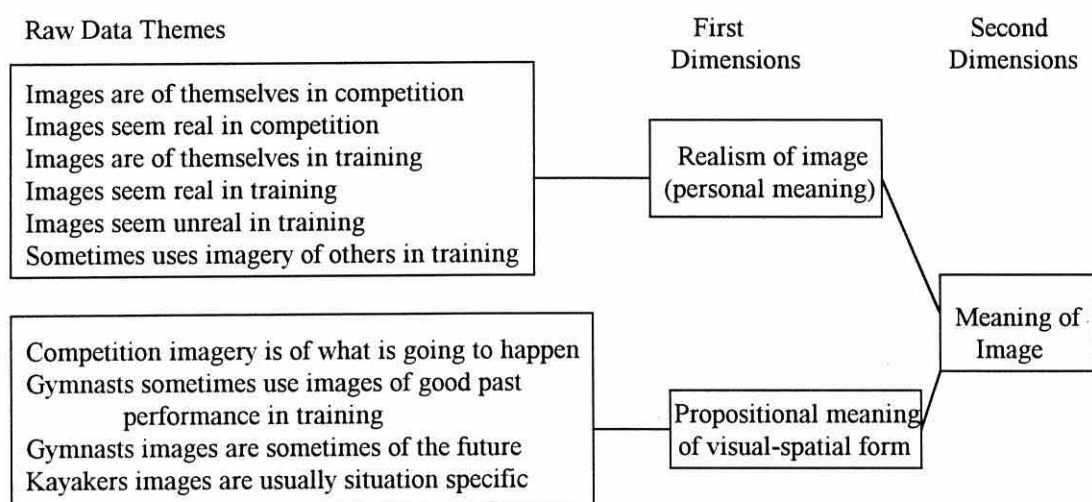 Raw Data Themes
First
Dimensions
Second
Dimensions
Images are of themselves in competition
Images seem real in competition
Images are of themselves in training
Images seem real in training
Images seem unreal in training
Sometimes uses imagery of others in training
Realism of image
(personal meaning)
Competition imagery is of what is going to happen
Gymnasts sometimes use images of good past
performance in training
Gymnasts images are sometimes of the future
Kayakers images are usually situation specific
Propositional meaning
of visual-spatial form
Meaning of
Image